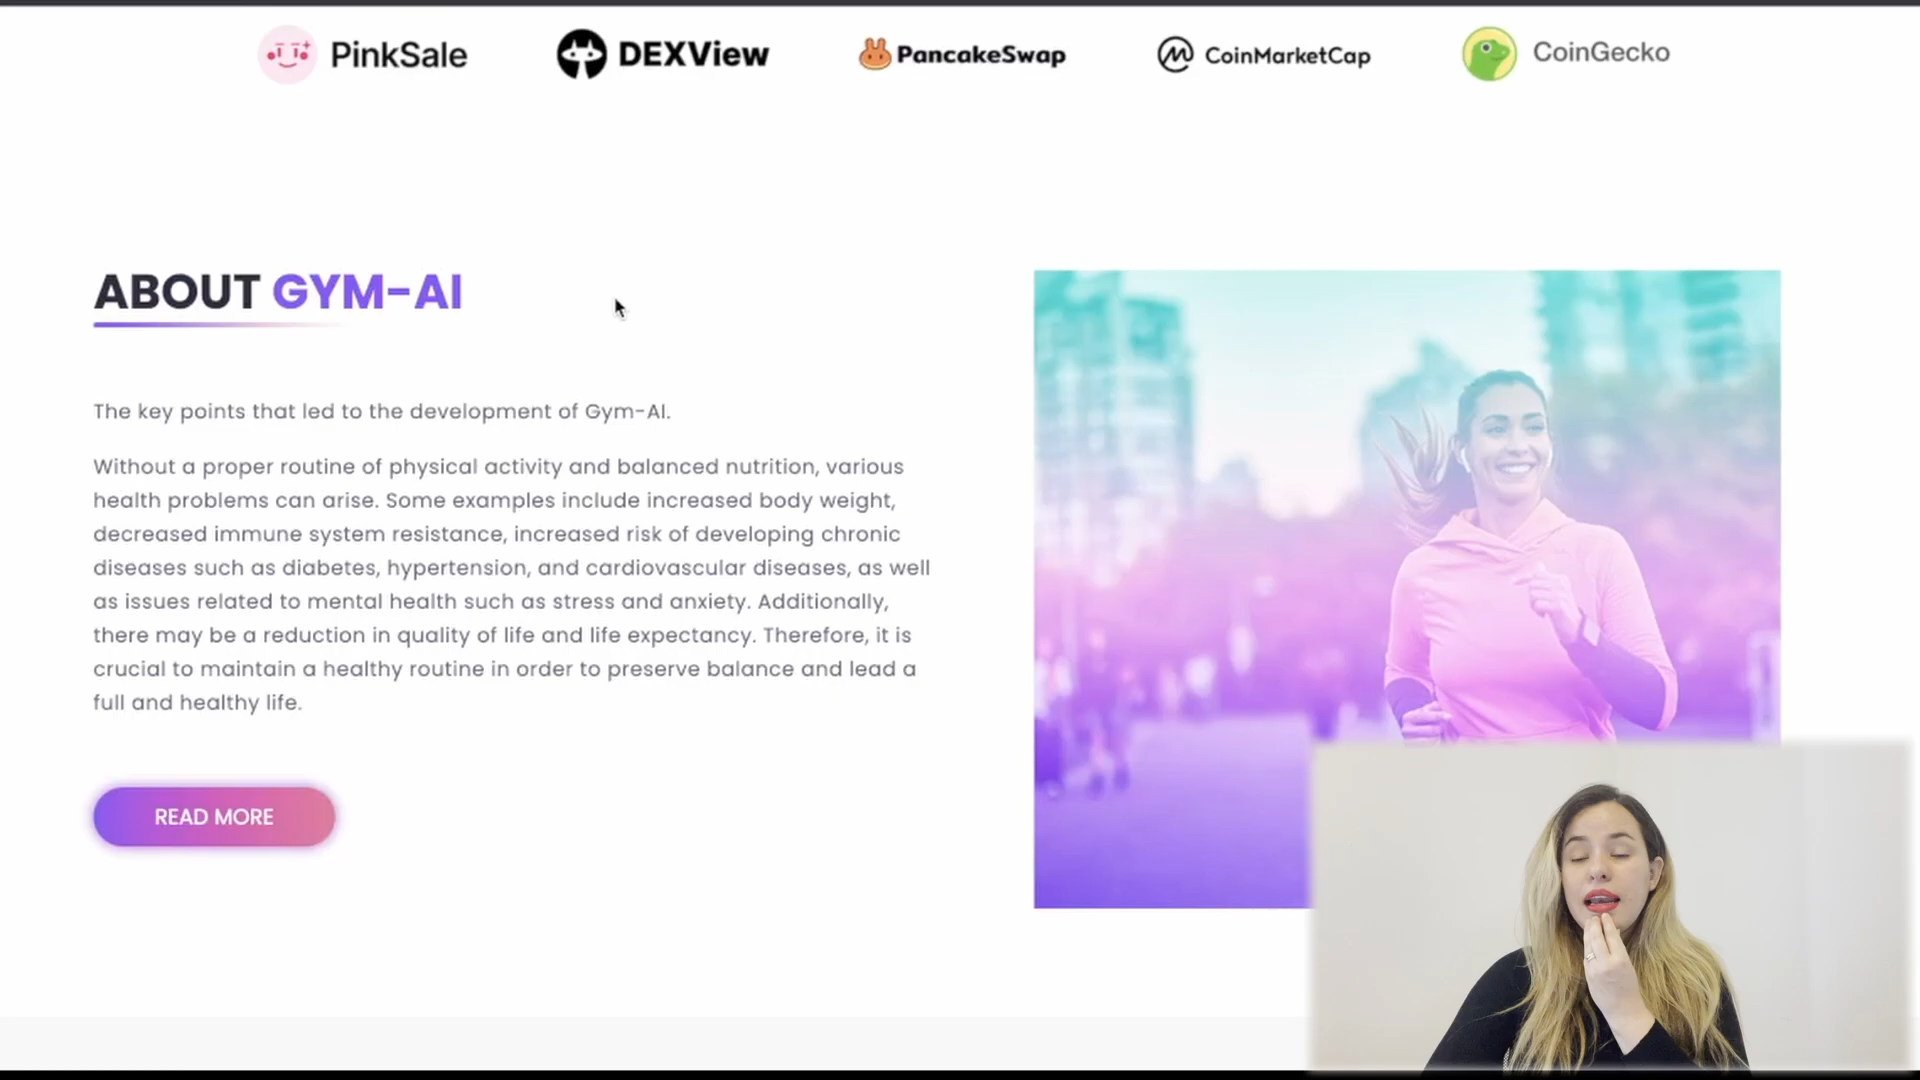 PinkSale
DEXView
PancakeSwap
CoinMarketCap
CoinGecko
ABOUT GYM-AI
The key points that led to the development of Gym-AI.
Without a proper routine of physical activity and balanced nutrition, various
health problems can arise. Some examples include increased body weight,
decreased immune system resistance, increased risk of developing chronic
diseases such as diabetes, hypertension, and cardiovascular diseases, as well
as issues related to mental health such as stress and anxiety. Additionally,
there may be a reduction in quality of life and life expectancy. Therefore, it is
crucial to maintain a healthy routine in order to preserve balance and lead a
full and healthy life.
READ MORE